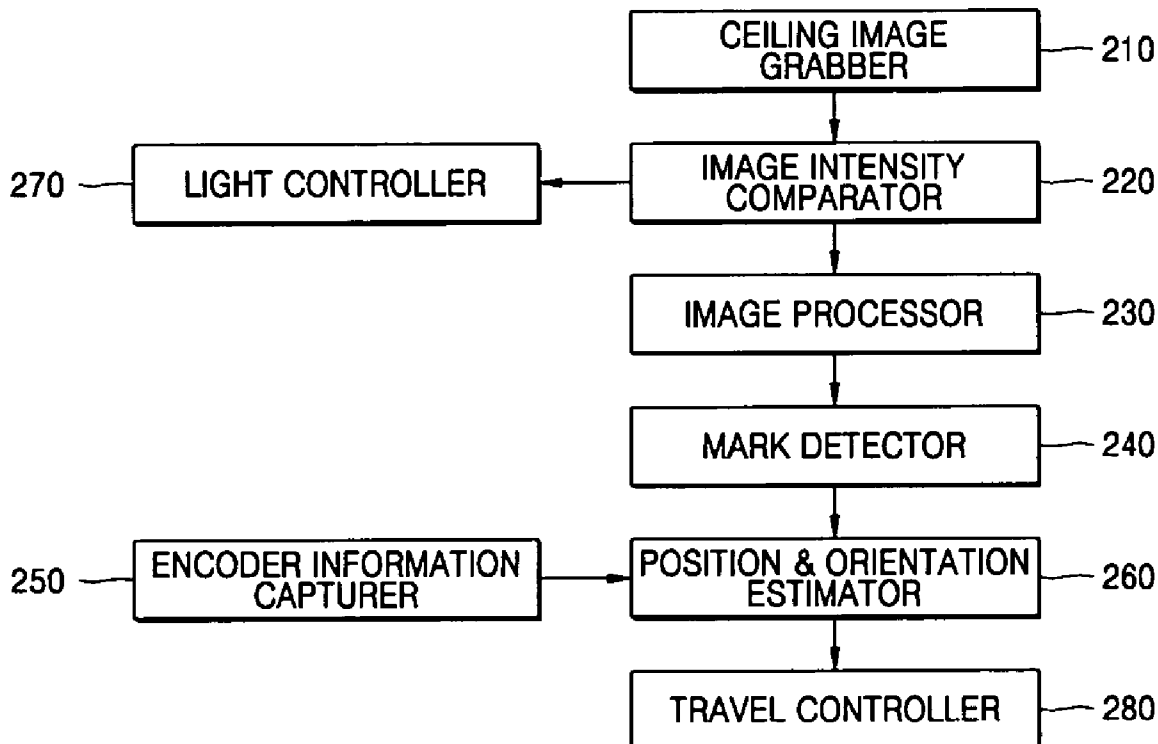 CEILING IMAGE
GRABBER
210
270
LIGHT CONTROLLER
IMAGE INTENSITY
COMPARATOR
220
IMAGE PROCESSOR
230
MARK DETECTOR
240
250
ENCODER INFORMATION
CAPTURER
POSITION & ORIENTATION
ESTIMATOR
260
TRAVEL CONTROLLER
280